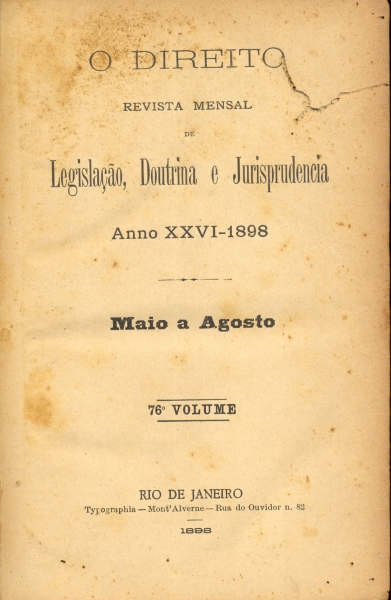 O DIREITO
REVISTA MENSAL
DE
Legislação, Doutrina e Jurisprudencia
Anno XXVI-1898
Maio a Agosto
76º VOLUME
RIO DE JANEIRO
Typographia — Mont'Alverne — Rua do Ouvidor n. 82
1898